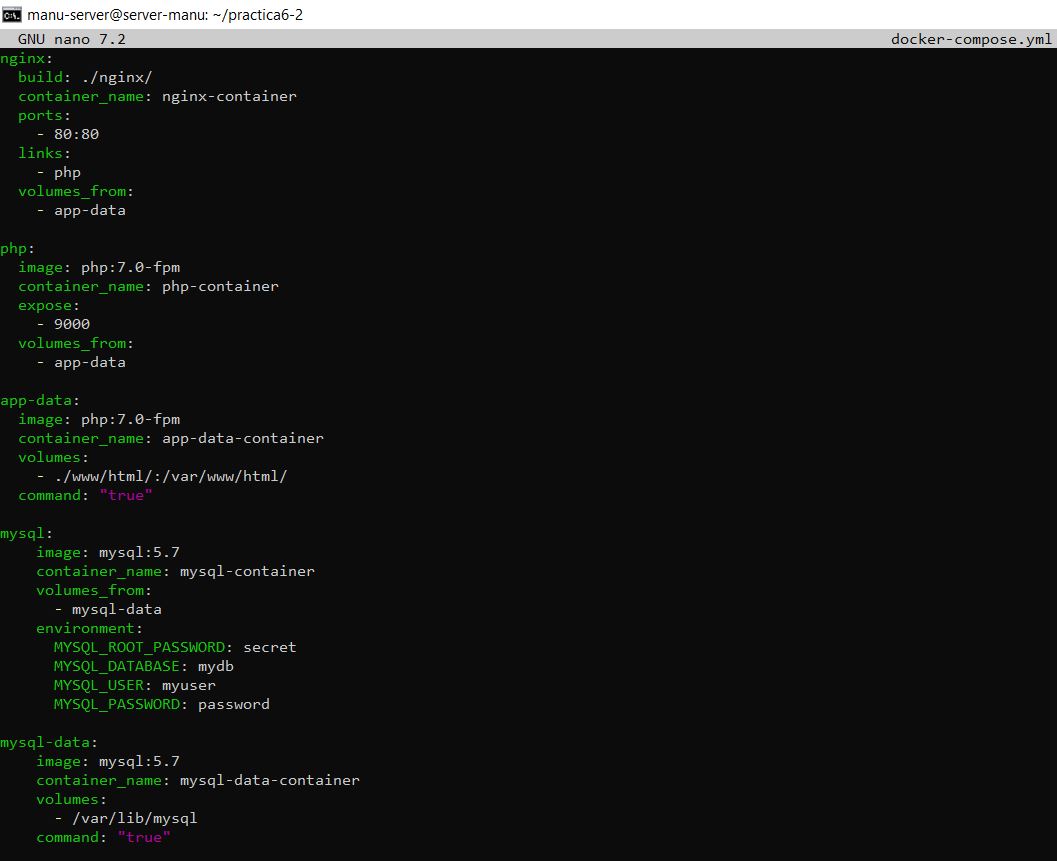 manu-server@server-manu: ~/practica6-2
GNU nano 7.2 docker-compose.yml
nginx:
  build: ./nginx/
  container_name: nginx-container
  ports:
    - 80:80
  links:
    - php
  volumes_from:
    - app-data

php:
  image: php:7.0-fpm
  container_name: php-container
  expose:
    - 9000
  volumes_from:
    - app-data

app-data:
  image: php:7.0-fpm
  container_name: app-data-container
  volumes:
    - ./www/html/:/var/www/html/
  command: "true"

mysql:
    image: mysql:5.7
    container_name: mysql-container
    volumes_from:
      - mysql-data
    environment:
      MYSQL_ROOT_PASSWORD: secret
      MYSQL_DATABASE: mydb
      MYSQL_USER: myuser
      MYSQL_PASSWORD: password

mysql-data:
    image: mysql:5.7
    container_name: mysql-data-container
    volumes:
      - /var/lib/mysql
    command: "true"